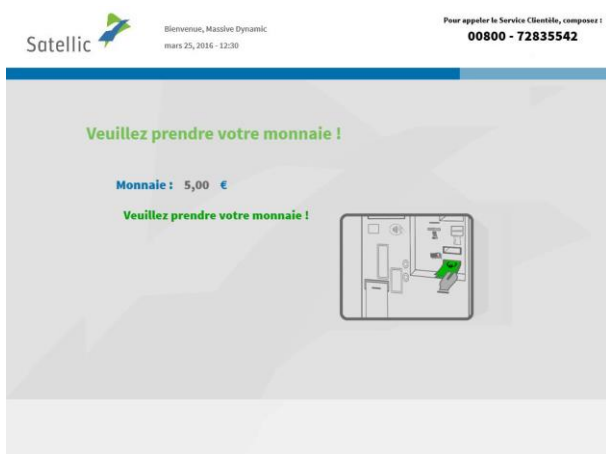 Satellic
Bienvenue, Massive Dynamic
mars 25, 2016 - 12:30
Pour appeler le Service Clientèle, composez :
00800 - 72835542
Veuillez prendre votre monnaie !
Monnaie : 5,00 €
Veuillez prendre votre monnaie !